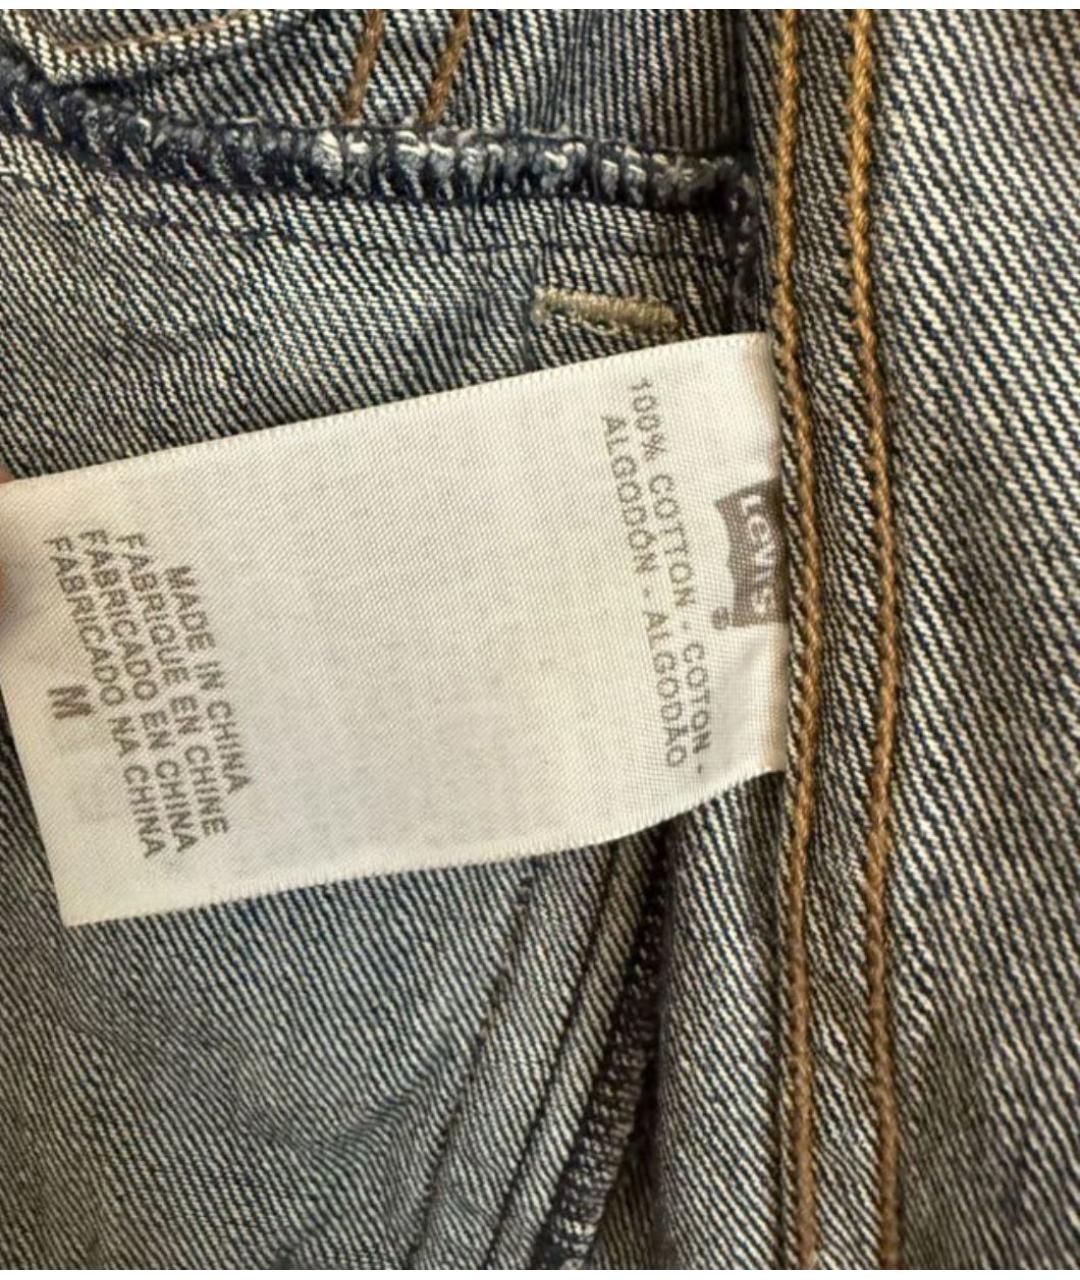 Levi's
®
100% COTTON - COTON -
ALGODÓN - ALGODÃO
MADE IN CHINA
FABRIQUE EN CHINE
FABRICADO EN CHINA
FABRICADO NA CHINA
M